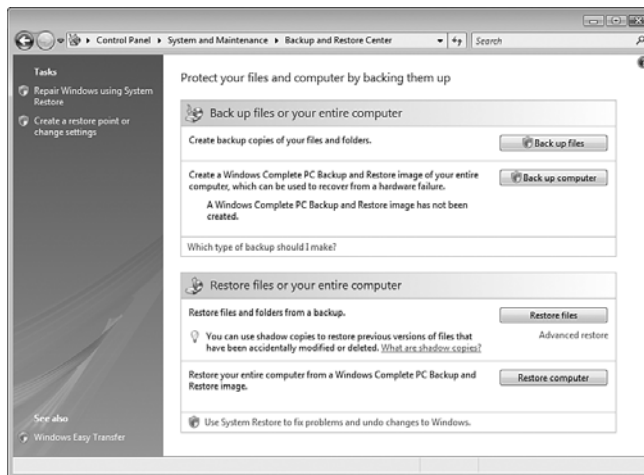 Control Panel ▸ System and Maintenance ▸ Backup and Restore Center
Search
Tasks
Repair Windows using System
Restore
Create a restore point or
change settings
Protect your files and computer by backing them up
Back up files or your entire computer
Create backup copies of your files and folders.
Back up files
Create a Windows Complete PC Backup and Restore image of your entire
computer, which can be used to recover from a hardware failure.
Back up computer
A Windows Complete PC Backup and Restore image has not been
created.
Which type of backup should I make?
Restore files or your entire computer
Restore files and folders from a backup.
Restore files
You can use shadow copies to restore previous versions of files that
have been accidentally modified or deleted. What are shadow copies?
Advanced restore
Restore your entire computer from a Windows Complete PC Backup and
Restore image.
Restore computer
Use System Restore to fix problems and undo changes to Windows.
See also
Windows Easy Transfer